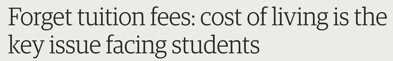 Forget tuition fees: cost of living is the
key issue facing students